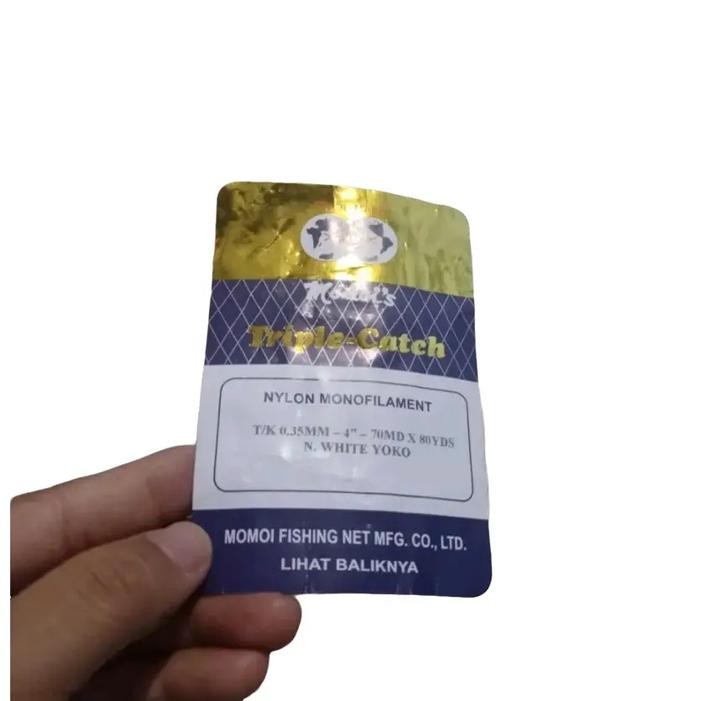 Momoi's
Triple-Catch
NYLON MONOFILAMENT
T/K 0.35MM – 4" – 70MD X 80YDS
N. WHITE YOKO
MOMOI FISHING NET MFG. CO., LTD.
LIHAT BALIKNYA